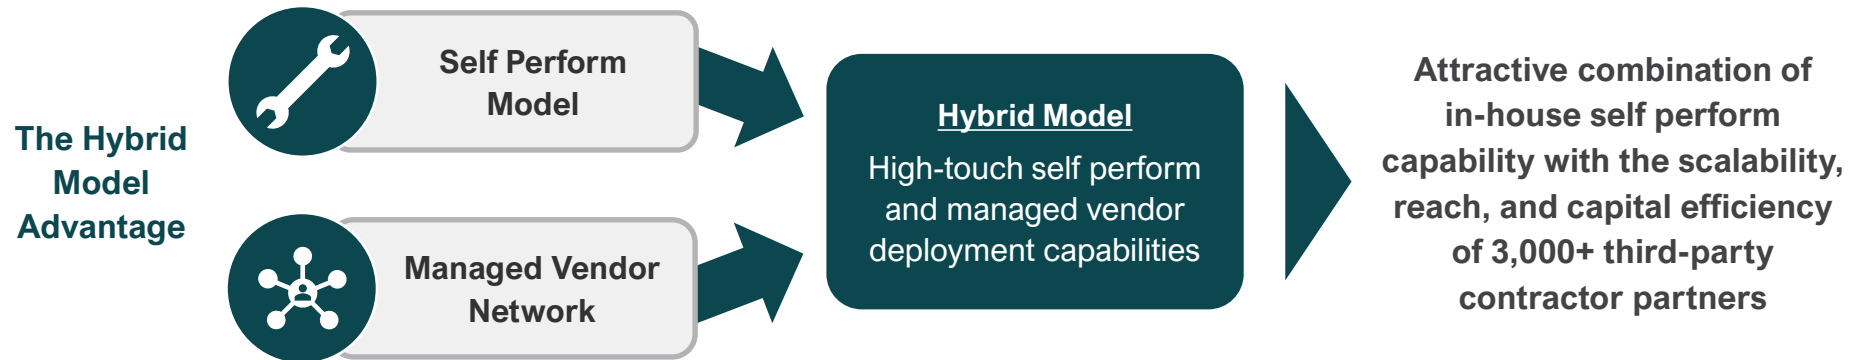 The Hybrid
Model
Advantage
Self Perform
Model
Managed Vendor
Network
Hybrid Model
High-touch self perform
and managed vendor
deployment capabilities
Attractive combination of
in-house self perform
capability with the scalability,
reach, and capital efficiency
of 3,000+ third-party
contractor partners